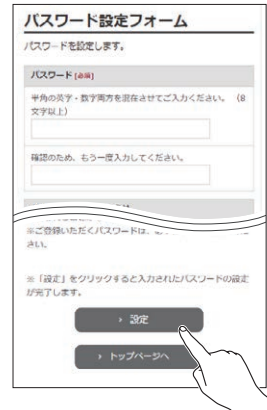 パスワード設定フォーム
パスワードを設定します。
パスワード [必須]
半角の英字・数字両方を混在させてご入力ください。（8
文字以上）
確認のため、もう一度入力してください。
※ご登録いただくパスワードは、
さい。
※「設定」をクリックすると入力されたパスワードの設定
が完了します。
› 設定
› トップページへ